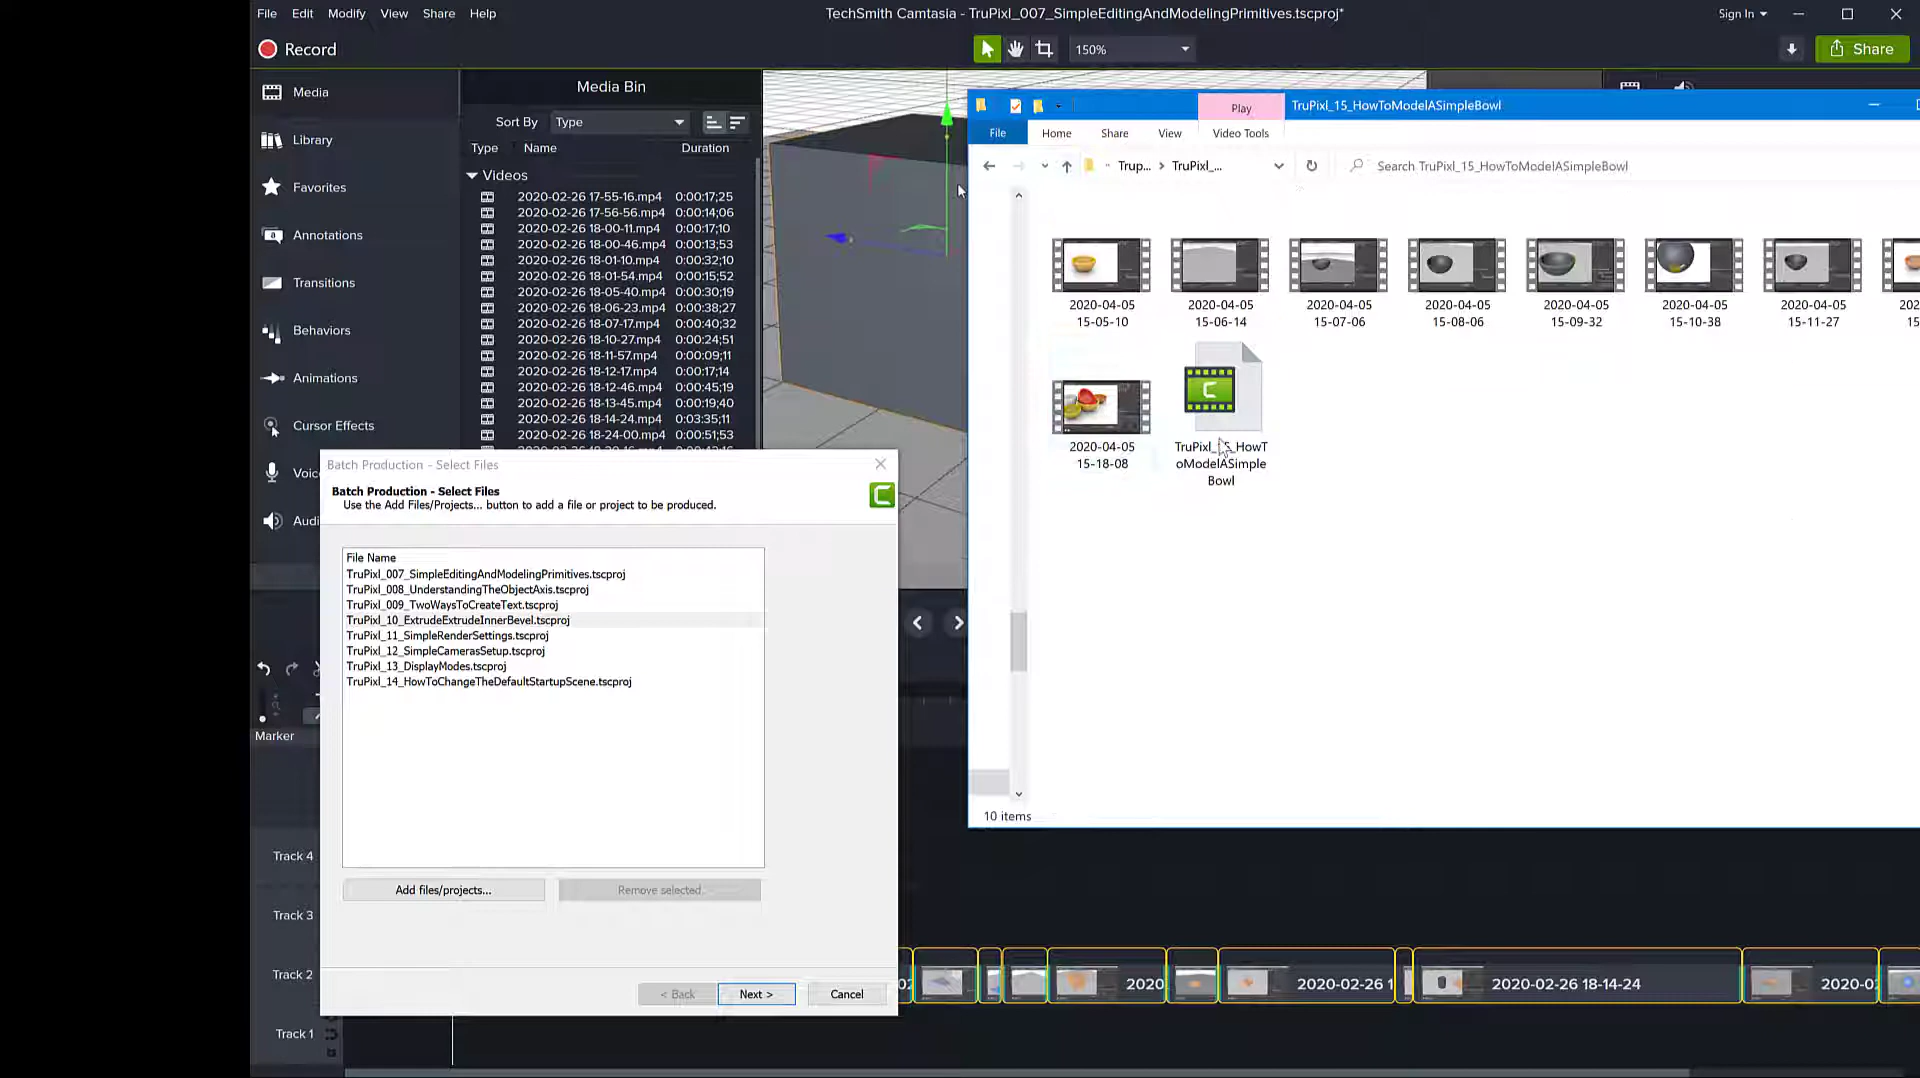 File Edit Modify View Share Help
TechSmith Camtasia - TruPixl_007_SimpleEditingAndModelingPrimitives.tscproj*
Sign In
Record
150%
Share
Media
Library
Favorites
Annotations
Transitions
Behaviors
Animations
Cursor Effects
Voic
Audi
Media Bin
Sort By Type
Type Name Duration
Videos
2020-02-26 17-55-16.mp4 0:00:17;25
2020-02-26 17-56-56.mp4 0:00:14;06
2020-02-26 18-00-11.mp4 0:00:17;10
2020-02-26 18-00-46.mp4 0:00:13;53
2020-02-26 18-01-10.mp4 0:00:32;10
2020-02-26 18-01-54.mp4 0:00:15;52
2020-02-26 18-05-40.mp4 0:00:30;19
2020-02-26 18-06-23.mp4 0:00:38;27
2020-02-26 18-07-17.mp4 0:00:40;32
2020-02-26 18-10-27.mp4 0:00:24;51
2020-02-26 18-11-57.mp4 0:00:09;11
2020-02-26 18-12-17.mp4 0:00:17;14
2020-02-26 18-12-46.mp4 0:00:45;19
2020-02-26 18-13-45.mp4 0:00:19;40
2020-02-26 18-14-24.mp4 0:03:35;11
2020-02-26 18-24-00.mp4 0:00:51;53
Play
TruPixl_15_HowToModelASimpleBowl
File Home Share View Video Tools
Trup... TruPixl_...
Search TruPixl_15_HowToModelASimpleBowl
2020-04-05 15-05-10
2020-04-05 15-06-14
2020-04-05 15-07-06
2020-04-05 15-08-06
2020-04-05 15-09-32
2020-04-05 15-10-38
2020-04-05 15-11-27
2020-04-05 15-18-08
TruPixl_15_HowT
oModelASimple
Bowl
10 items
Batch Production - Select Files
Batch Production - Select Files
Use the Add Files/Projects... button to add a file or project to be produced.
File Name
TruPixl_007_SimpleEditingAndModelingPrimitives.tscproj
TruPixl_008_UnderstandingTheObjectAxis.tscproj
TruPixl_009_TwoWaysToCreateText.tscproj
TruPixl_10_ExtrudeExtrudeInnerBevel.tscproj
TruPixl_11_SimpleRenderSettings.tscproj
TruPixl_12_SimpleCamerasSetup.tscproj
TruPixl_13_DisplayModes.tscproj
TruPixl_14_HowToChangeTheDefaultStartupScene.tscproj
Add files/projects... Remove selected
< Back Next > Cancel
Marker
Track 4
Track 3
Track 2
2020 2020-02-26 1 2020-02-26 18-14-24 2020-0
Track 1